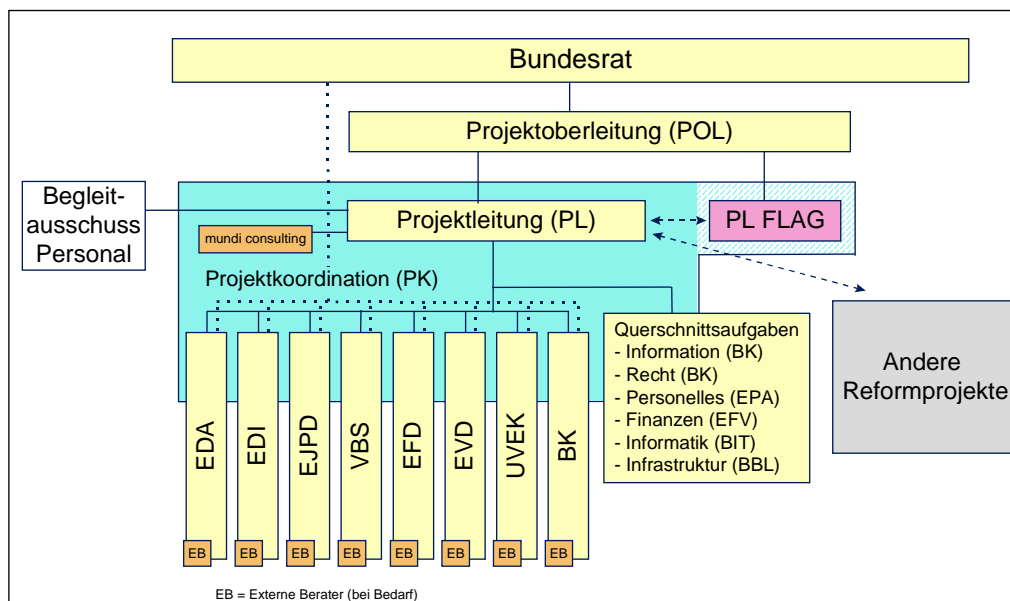 Bundesrat
Projektoberleitung (POL)
Begleit-
ausschuss
Personal
Projektleitung (PL)
PL FLAG
mundi consulting
Projektkoordination (PK)
Querschnittsaufgaben
- Information (BK)
- Recht (BK)
- Personelles (EPA)
- Finanzen (EFV)
- Informatik (BIT)
- Infrastruktur (BBL)
Andere
Reformprojekte
EDA
EDI
EJPD
VBS
EFD
EVD
UVEK
BK
EB
EB
EB
EB
EB
EB
EB
EB
EB = Externe Berater (bei Bedarf)